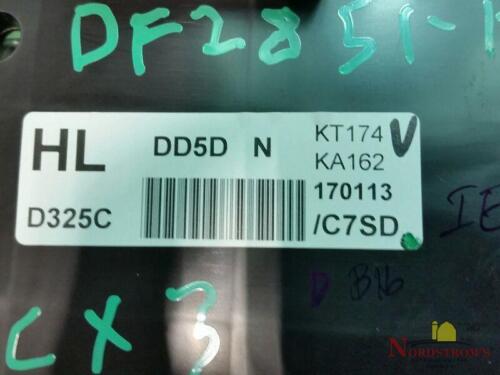 DF2851-1
HL DD5D N KT174 V
KA162
D325C 170113
/C7SD
IE
D B16
CX3
NORDSTROM'S